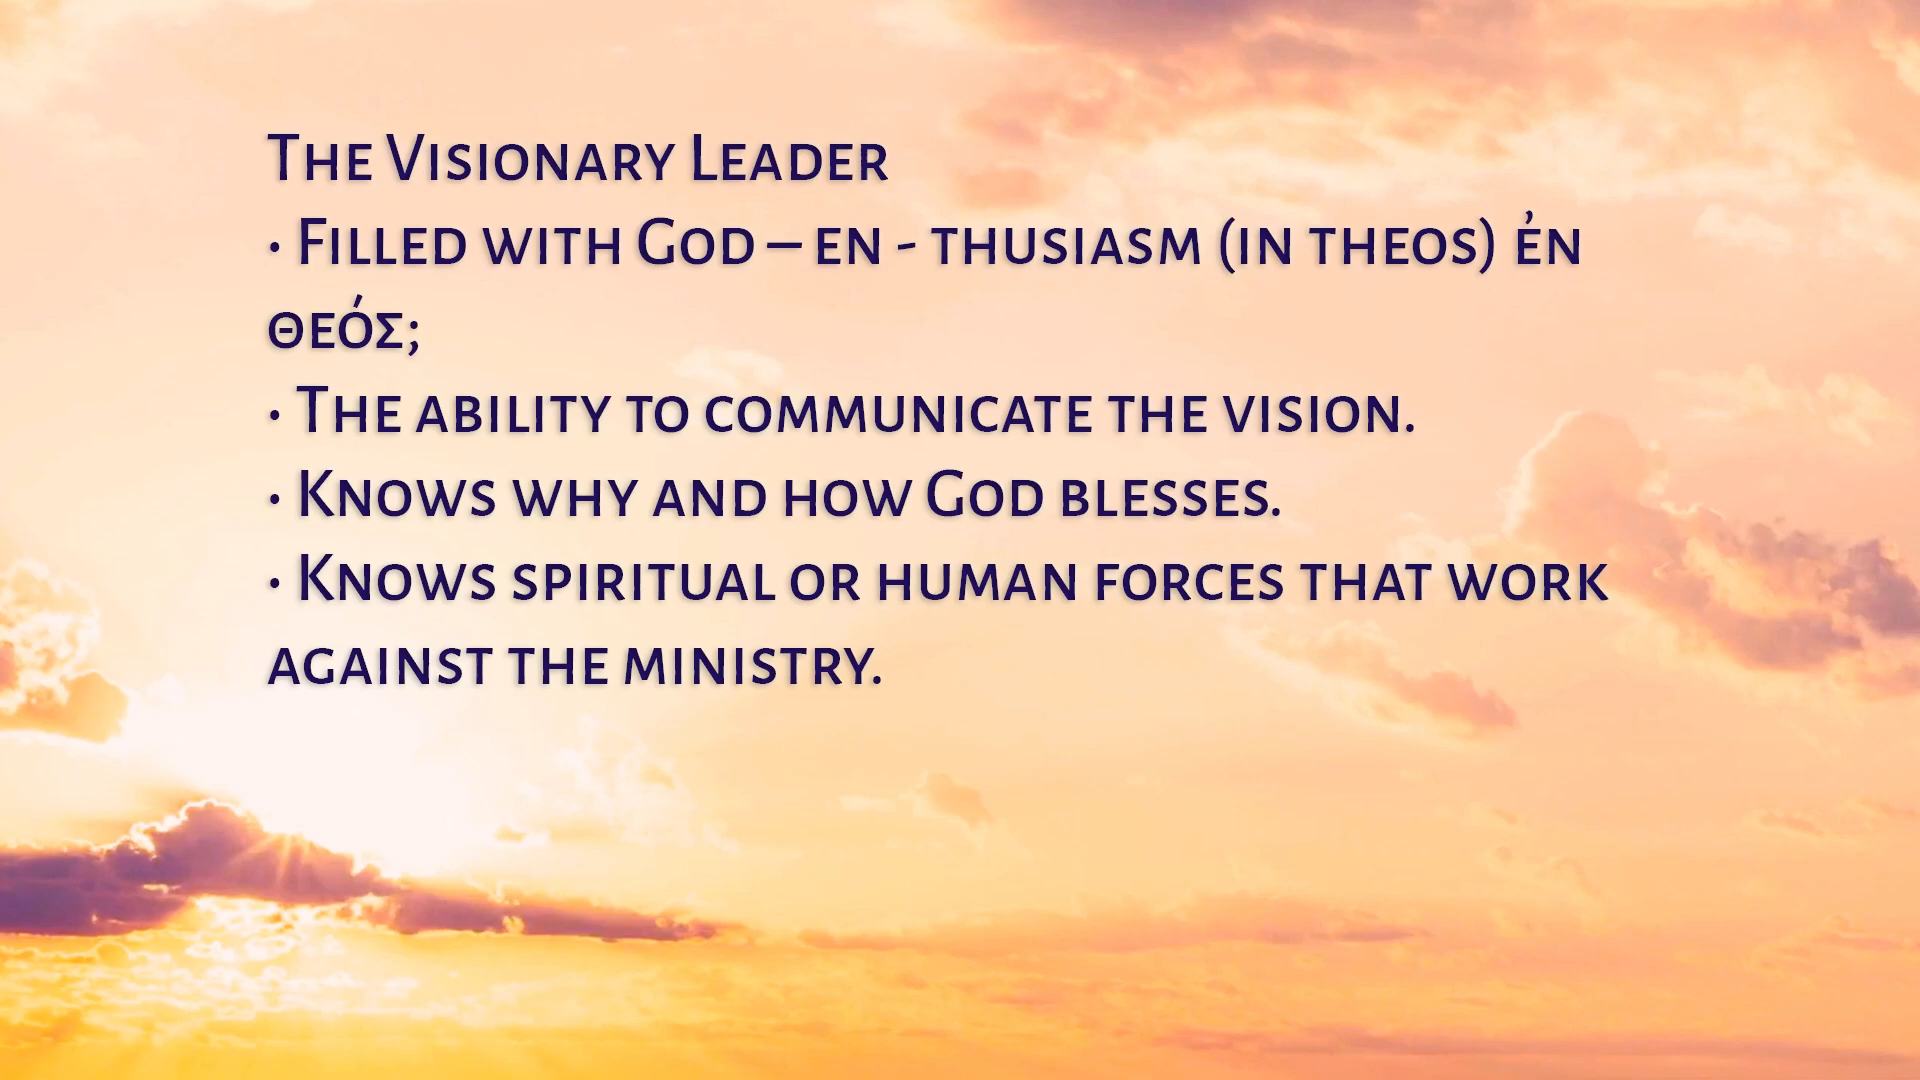 The Visionary Leader
• Filled with God – en - thusiasm (in theos) ἐν
θεός;
• The ability to communicate the vision.
• Knows why and how God blesses.
• Knows spiritual or human forces that work
against the ministry.